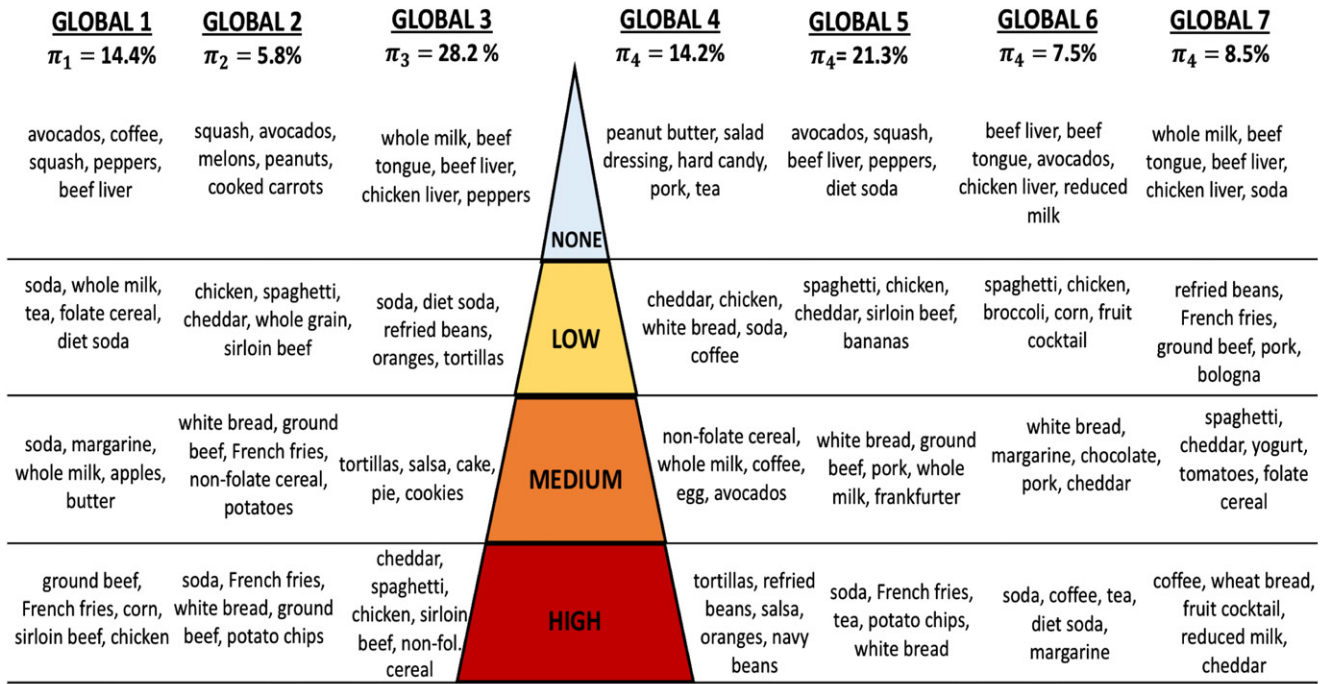 GLOBAL 1
π₁ = 14.4%
GLOBAL 2
π₂ = 5.8%
GLOBAL 3
π₃ = 28.2 %
GLOBAL 4
π₄ = 14.2%
GLOBAL 5
π₄= 21.3%
GLOBAL 6
π₄ = 7.5%
GLOBAL 7
π₄ = 8.5%
avocados, coffee,
squash, peppers,
beef liver
squash, avocados,
melons, peanuts,
cooked carrots
whole milk, beef
tongue, beef liver,
chicken liver, peppers
NONE
peanut butter, salad
dressing, hard candy,
pork, tea
avocados, squash,
beef liver, peppers,
diet soda
beef liver, beef
tongue, avocados,
chicken liver, reduced
milk
whole milk, beef
tongue, beef liver,
chicken liver, soda
soda, whole milk,
tea, folate cereal,
diet soda
chicken, spaghetti,
cheddar, whole grain,
sirloin beef
soda, diet soda,
refried beans,
oranges, tortillas
LOW
cheddar, chicken,
white bread, soda,
coffee
spaghetti, chicken,
cheddar, sirloin beef,
bananas
spaghetti, chicken,
broccoli, corn, fruit
cocktail
refried beans,
French fries,
ground beef, pork,
bologna
soda, margarine,
whole milk, apples,
butter
white bread, ground
beef, French fries,
non-folate cereal,
potatoes
tortillas, salsa, cake,
pie, cookies
MEDIUM
non-folate cereal,
whole milk, coffee,
egg, avocados
white bread, ground
beef, pork, whole
milk, frankfurter
white bread,
margarine, chocolate,
pork, cheddar
spaghetti,
cheddar, yogurt,
tomatoes, folate
cereal
ground beef,
French fries, corn,
sirloin beef, chicken
soda, French fries,
white bread, ground
beef, potato chips
cheddar,
spaghetti,
chicken, sirloin
beef, non-fol.
cereal
HIGH
tortillas, refried
beans, salsa,
oranges, navy
beans
soda, French fries,
tea, potato chips,
white bread
soda, coffee, tea,
diet soda,
margarine
coffee, wheat bread,
fruit cocktail,
reduced milk,
cheddar